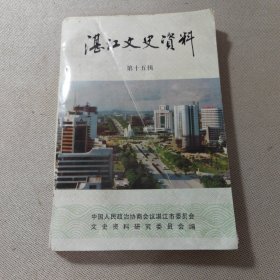 湛江文史資料
第十五辑
中国人民政治协商会议湛江市委员会
文史资料研究委员会编